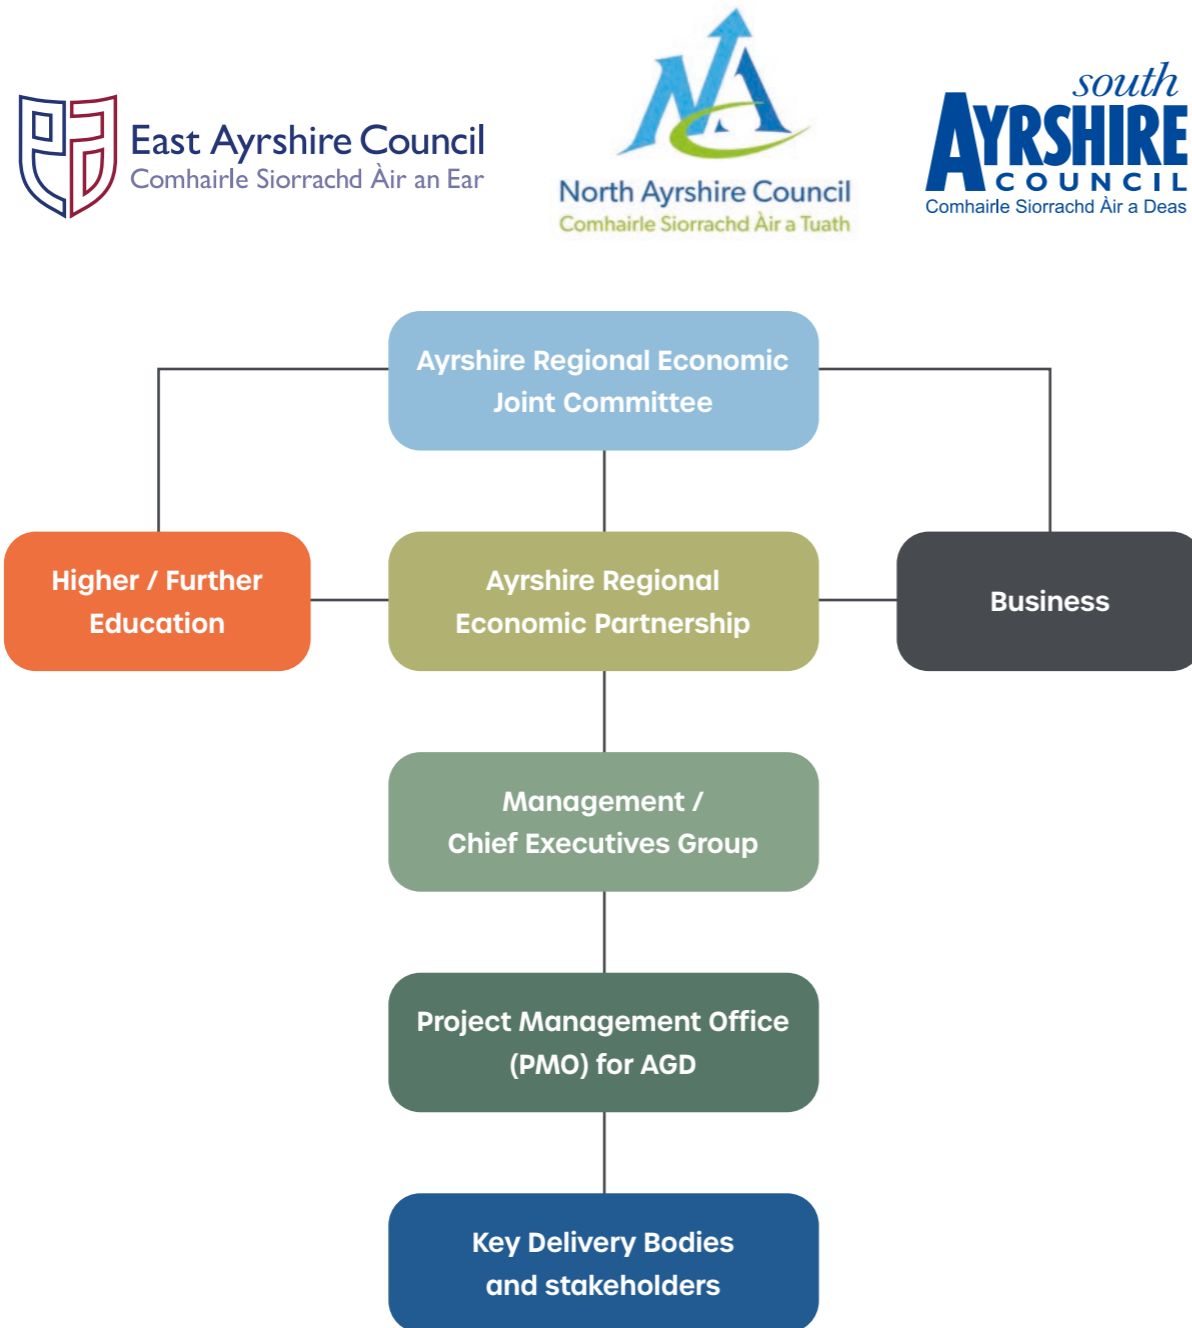 East Ayrshire Council
Comhairle Siorrachd Àir an Ear
North Ayrshire Council
Comhairle Siorrachd Àir a Tuath
south
AYRSHIRE
COUNCIL
Comhairle Siorrachd Àir a Deas
Ayrshire Regional Economic
Joint Committee
Higher / Further
Education
Ayrshire Regional
Economic Partnership
Business
Management /
Chief Executives Group
Project Management Office
(PMO) for AGD
Key Delivery Bodies
and stakeholders